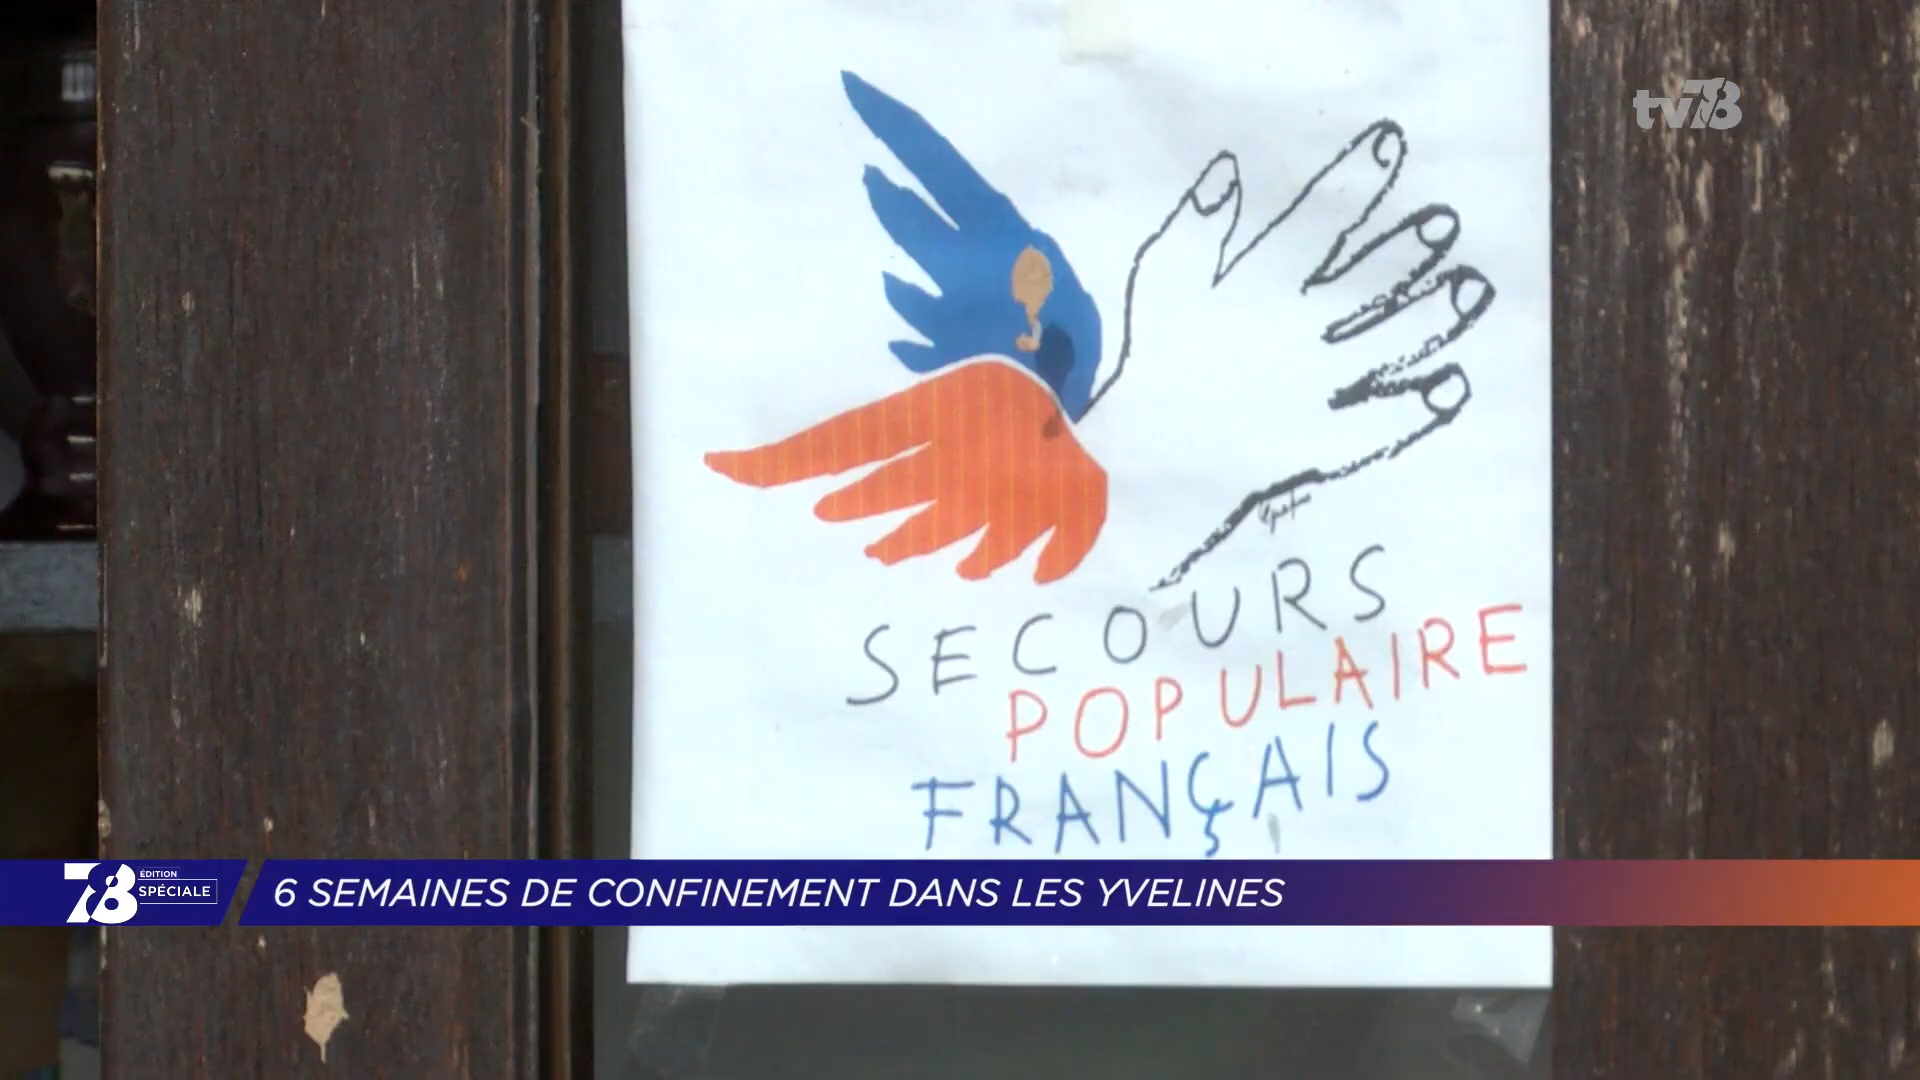 tv78
SECOURS
POPULAIRE
FRANÇAIS
78 ÉDITION
SPÉCIALE
6 SEMAINES DE CONFINEMENT DANS LES YVELINES